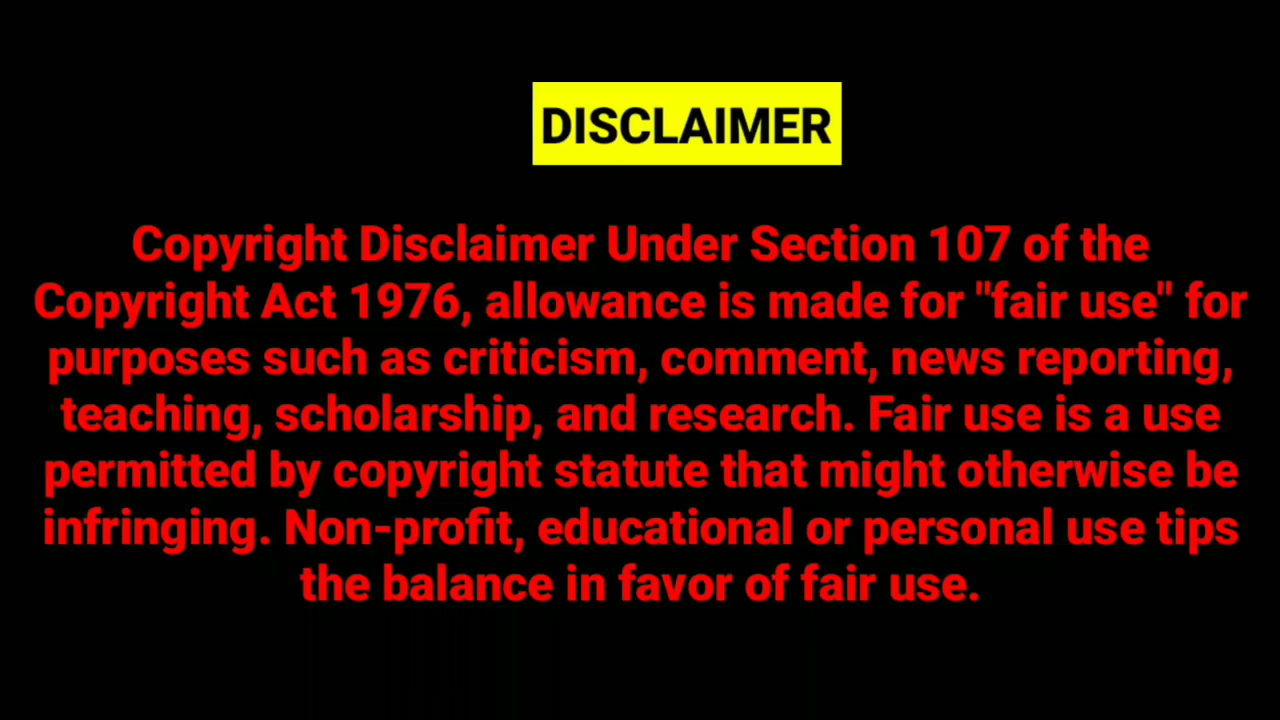 DISCLAIMER
Copyright Disclaimer Under Section 107 of the
Copyright Act 1976, allowance is made for "fair use" for
purposes such as criticism, comment, news reporting,
teaching, scholarship, and research. Fair use is a use
permitted by copyright statute that might otherwise be
infringing. Non-profit, educational or personal use tips
the balance in favor of fair use.